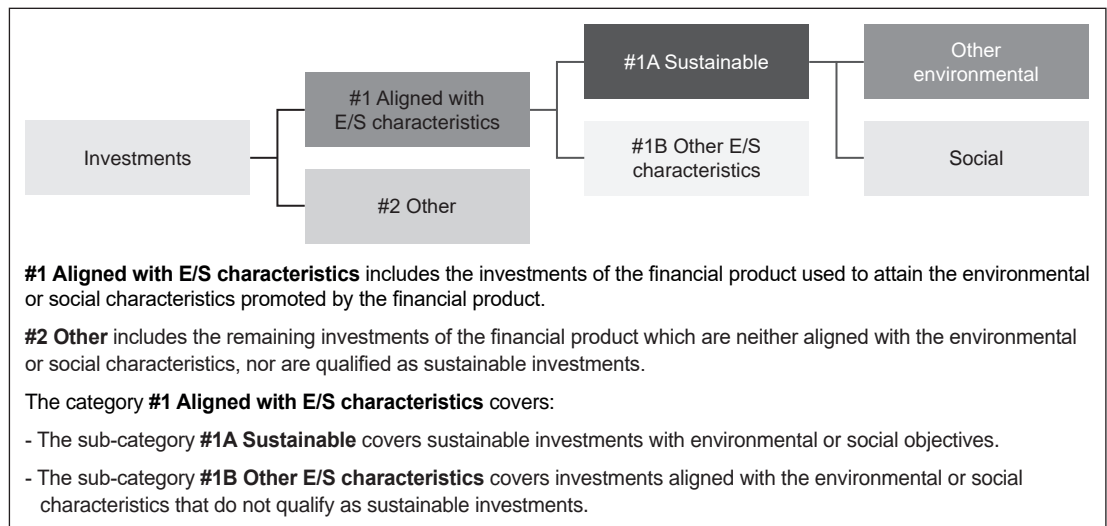 Investments
#1 Aligned with
E/S characteristics
#2 Other
#1A Sustainable
#1B Other E/S
characteristics
Other
environmental
Social
#1 Aligned with E/S characteristics includes the investments of the financial product used to attain the environmental
or social characteristics promoted by the financial product.
#2 Other includes the remaining investments of the financial product which are neither aligned with the environmental
or social characteristics, nor are qualified as sustainable investments.
The category #1 Aligned with E/S characteristics covers:
- The sub-category #1A Sustainable covers sustainable investments with environmental or social objectives.
- The sub-category #1B Other E/S characteristics covers investments aligned with the environmental or social
characteristics that do not qualify as sustainable investments.